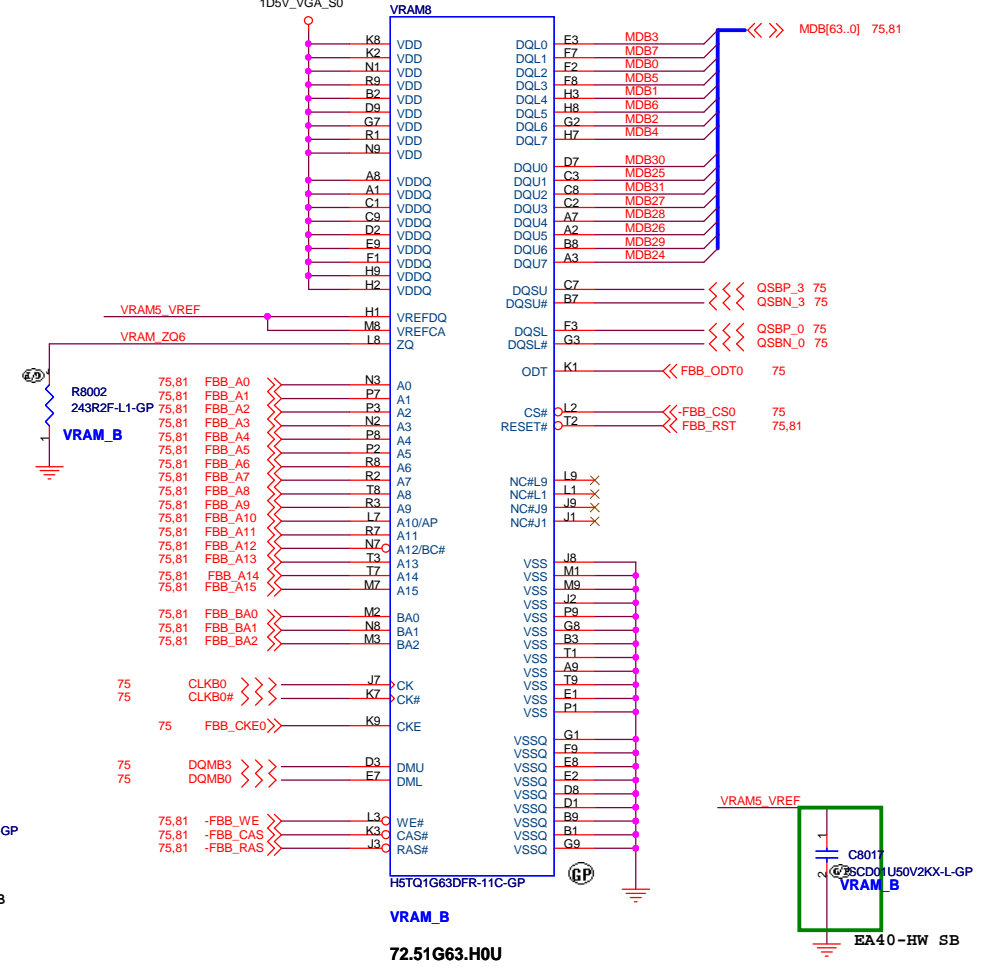 1D5V_VGA_S0
VRAM8
K8 VDD DQL0 E3 MDB3 MDB[63..0] 75,81
K2 VDD DQL1 F7 MDB7
N1 VDD DQL2 F2 MDB0
R9 VDD DQL3 F8 MDB5
B2 VDD DQL4 H3 MDB1
D9 VDD DQL5 H8 MDB6
G7 VDD DQL6 G2 MDB2
R1 VDD DQL7 H7 MDB4
N9 VDD
DQU0 D7 MDB30
A8 VDDQ DQU1 C3 MDB25
A1 VDDQ DQU2 C8 MDB31
C1 VDDQ DQU3 C2 MDB27
C9 VDDQ DQU4 A7 MDB28
D2 VDDQ DQU5 A2 MDB26
E9 VDDQ DQU6 B8 MDB29
F1 VDDQ DQU7 A3 MDB24
H9 VDDQ
H2 VDDQ DQSU C7 QSBP_3 75
DQSU# B7 QSBN_3 75
VRAM5_VREF H1 VREFDQ
M8 VREFCA DQSL F3 QSBP_0 75
VRAM_ZQ6 L8 ZQ DQSL# G3 QSBN_0 75
ODT K1 FBB_ODT0 75
R8002
243R2F-L1-GP
VRAM_B
1
75,81 FBB_A0 N3 A0
75,81 FBB_A1 P7 A1
75,81 FBB_A2 P3 A2 CS# L2 -FBB_CS0 75
75,81 FBB_A3 N2 A3 RESET# T2 FBB_RST 75,81
75,81 FBB_A4 P8 A4
75,81 FBB_A5 P2 A5
75,81 FBB_A6 R8 A6
75,81 FBB_A7 R2 A7 NC#L9 L9
75,81 FBB_A8 T8 A8 NC#L1 L1
75,81 FBB_A9 R3 A9 NC#J9 J9
75,81 FBB_A10 L7 A10/AP NC#J1 J1
75,81 FBB_A11 R7 A11
75,81 FBB_A12 N7 A12/BC#
75,81 FBB_A13 T3 A13 VSS J8
75,81 FBB_A14 T7 A14 VSS M1
75,81 FBB_A15 M7 A15 VSS M9
VSS J2
75,81 FBB_BA0 M2 BA0 VSS P9
75,81 FBB_BA1 N8 BA1 VSS G8
75,81 FBB_BA2 M3 BA2 VSS B3
VSS T1
VSS A9
75 CLKB0 J7 CK VSS T9
75 CLKB0# K7 CK# VSS E1
VSS P1
75 FBB_CKE0 K9 CKE
VSSQ G1
VSSQ F9
75 DQMB3 D3 DMU VSSQ E8
75 DQMB0 E7 DML VSSQ E2
VSSQ D8
VSSQ D1
75,81 -FBB_WE L3 WE# VSSQ B9
75,81 -FBB_CAS K3 CAS# VSSQ B1
75,81 -FBB_RAS J3 RAS# VSSQ G9
H5TQ1G63DFR-11C-GP
GP
VRAM_B
72.51G63.H0U
VRAM5_VREF
1
2
C8017
SCD01U50V2KX-L-GP
VRAM_B
EA40-HW SB
-GP
B